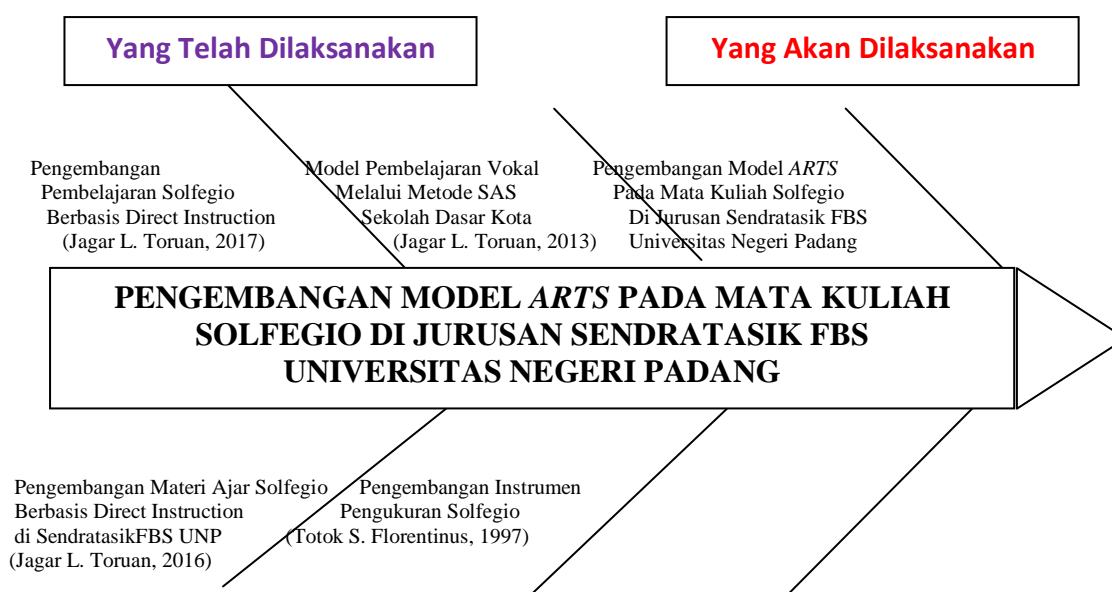 Yang Telah Dilaksanakan
Yang Akan Dilaksanakan
Pengembangan
Pembelajaran Solfegio
Berbasis Direct Instruction
(Jagar L. Toruan, 2017)
Model Pembelajaran Vokal
Melalui Metode SAS
Sekolah Dasar Kota
(Jagar L. Toruan, 2013)
Pengembangan Model ARTS
Pada Mata Kuliah Solfegio
Di Jurusan Sendratasik FBS
Universitas Negeri Padang
PENGEMBANGAN MODEL ARTS PADA MATA KULIAH
SOLFEGIO DI JURUSAN SENDRATASIK FBS
UNIVERSITAS NEGERI PADANG
Pengembangan Materi Ajar Solfegio
Berbasis Direct Instruction
di SendratasikFBS UNP
(Jagar L. Toruan, 2016)
Pengembangan Instrumen
Pengukuran Solfegio
(Totok S. Florentinus, 1997)